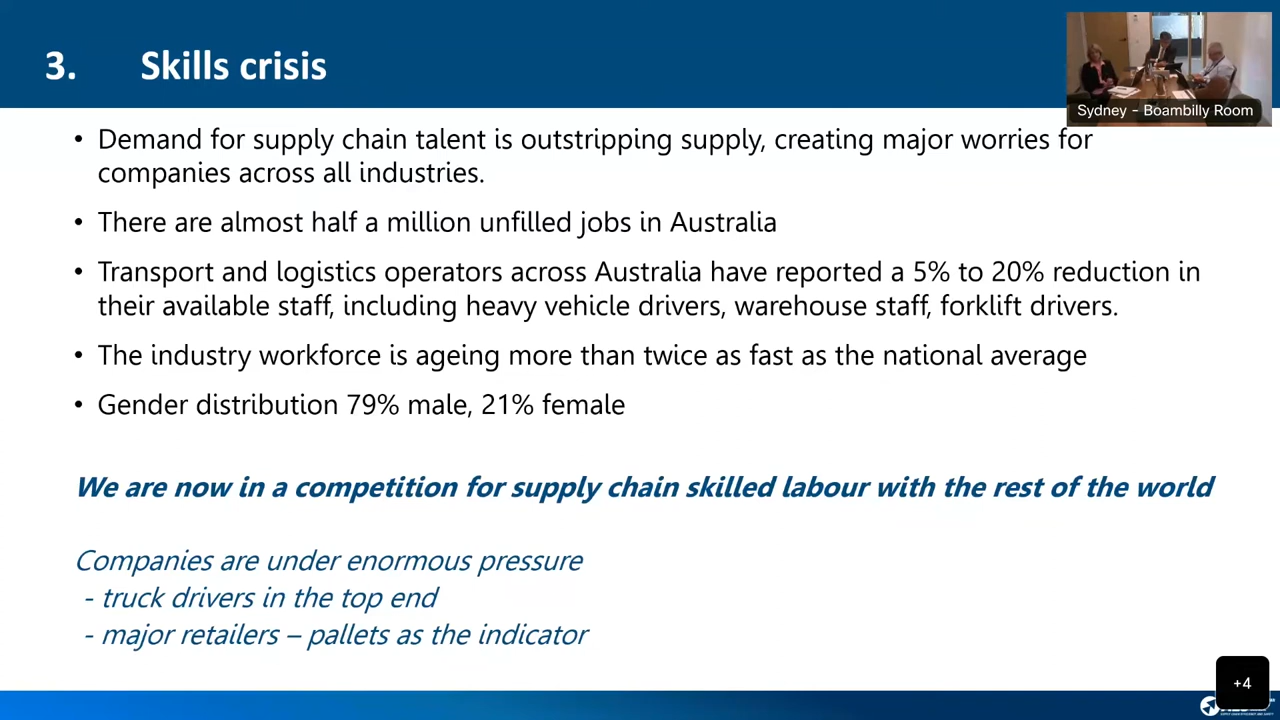 3. Skills crisis
Sydney - Boambilly Room
• Demand for supply chain talent is outstripping supply, creating major worries for
companies across all industries.
• There are almost half a million unfilled jobs in Australia
• Transport and logistics operators across Australia have reported a 5% to 20% reduction in
their available staff, including heavy vehicle drivers, warehouse staff, forklift drivers.
• The industry workforce is ageing more than twice as fast as the national average
• Gender distribution 79% male, 21% female
We are now in a competition for supply chain skilled labour with the rest of the world
Companies are under enormous pressure
- truck drivers in the top end
- major retailers – pallets as the indicator
+4